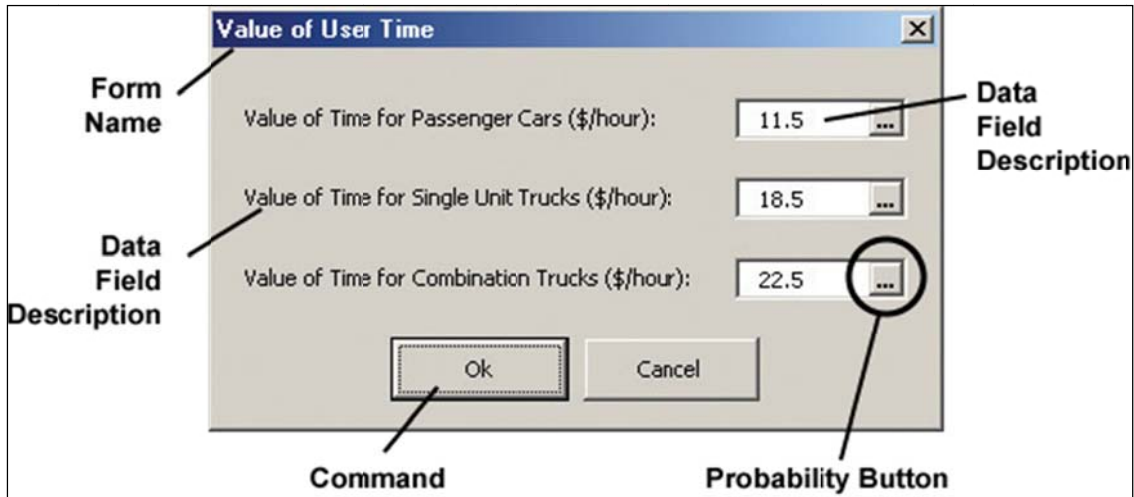 Value of User Time
Form
Name
Value of Time for Passenger Cars ($/hour):
11.5
...
Data
Field
Description
Value of Time for Single Unit Trucks ($/hour):
18.5
...
Data
Field
Description
Value of Time for Combination Trucks ($/hour):
22.5
...
Ok
Cancel
Command
Probability Button